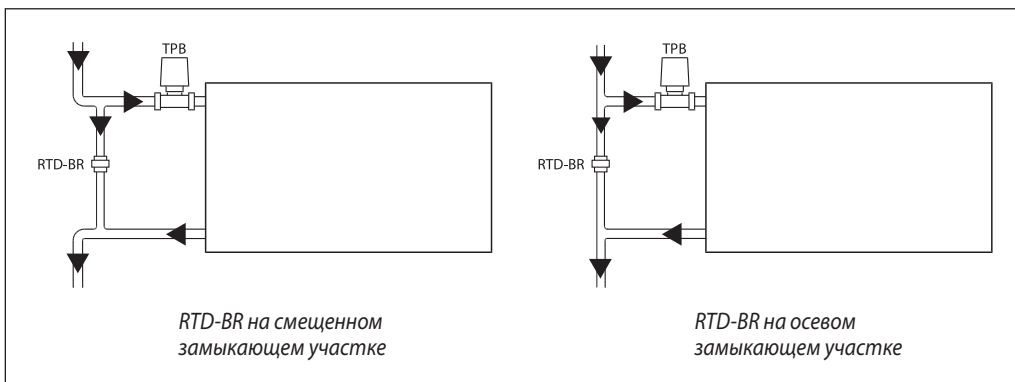 ТРВ
RTD-BR
RTD-BR на смещенном
замыкающем участке
ТРВ
RTD-BR
RTD-BR на осевом
замыкающем участке